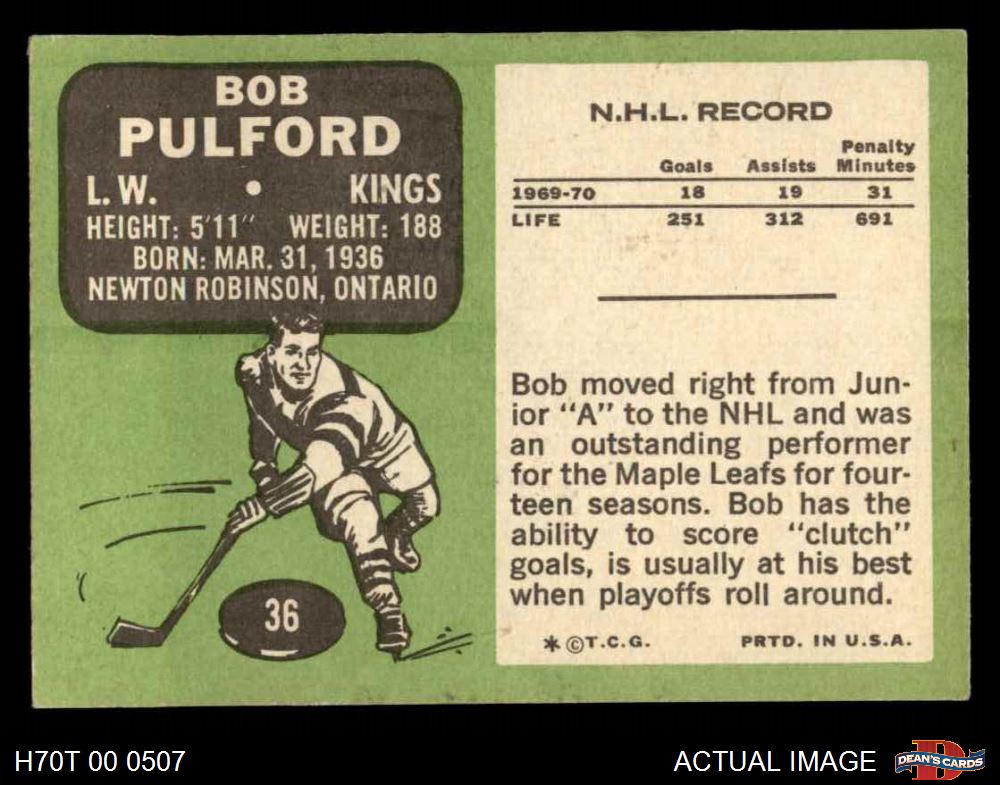 BOB
PULFORD
L.W. • KINGS
HEIGHT: 5'11" WEIGHT: 188
BORN: MAR. 31, 1936
NEWTON ROBINSON, ONTARIO
36
N.H.L. RECORD
Goals Assists Penalty Minutes
1969-70 18 19 31
LIFE 251 312 691
Bob moved right from Jun-
ior "A" to the NHL and was
an outstanding performer
for the Maple Leafs for four-
teen seasons. Bob has the
ability to score "clutch"
goals, is usually at his best
when playoffs roll around.
* ©T.C.G. PRTD. IN U.S.A.
H70T 00 0507
ACTUAL IMAGE
DEAN'S CARDS